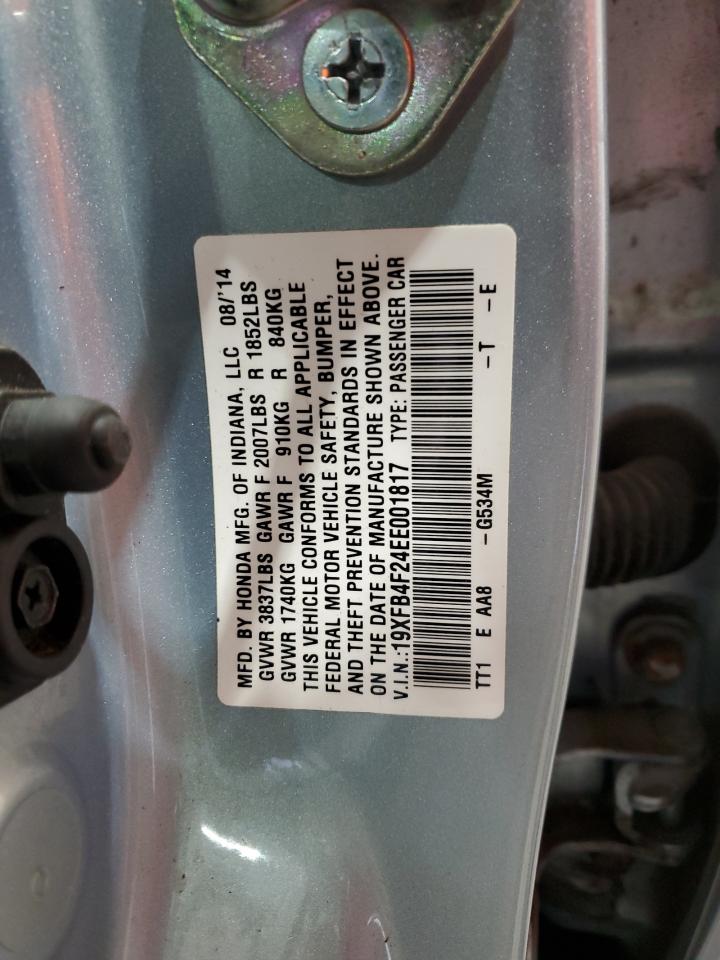 MFD. BY HONDA MFG. OF INDIANA, LLC 08/'14
GVWR 3837LBS GAWR F 2007LBS R 1852LBS
GVWR 1740KG GAWR F 910KG R 840KG
THIS VEHICLE CONFORMS TO ALL APPLICABLE
FEDERAL MOTOR VEHICLE SAFETY, BUMPER,
AND THEFT PREVENTION STANDARDS IN EFFECT
ON THE DATE OF MANUFACTURE SHOWN ABOVE.
V.I.N.:19XFB4F24EE001817 TYPE: PASSENGER CAR
TT1 E AA8 -G534M -T -E